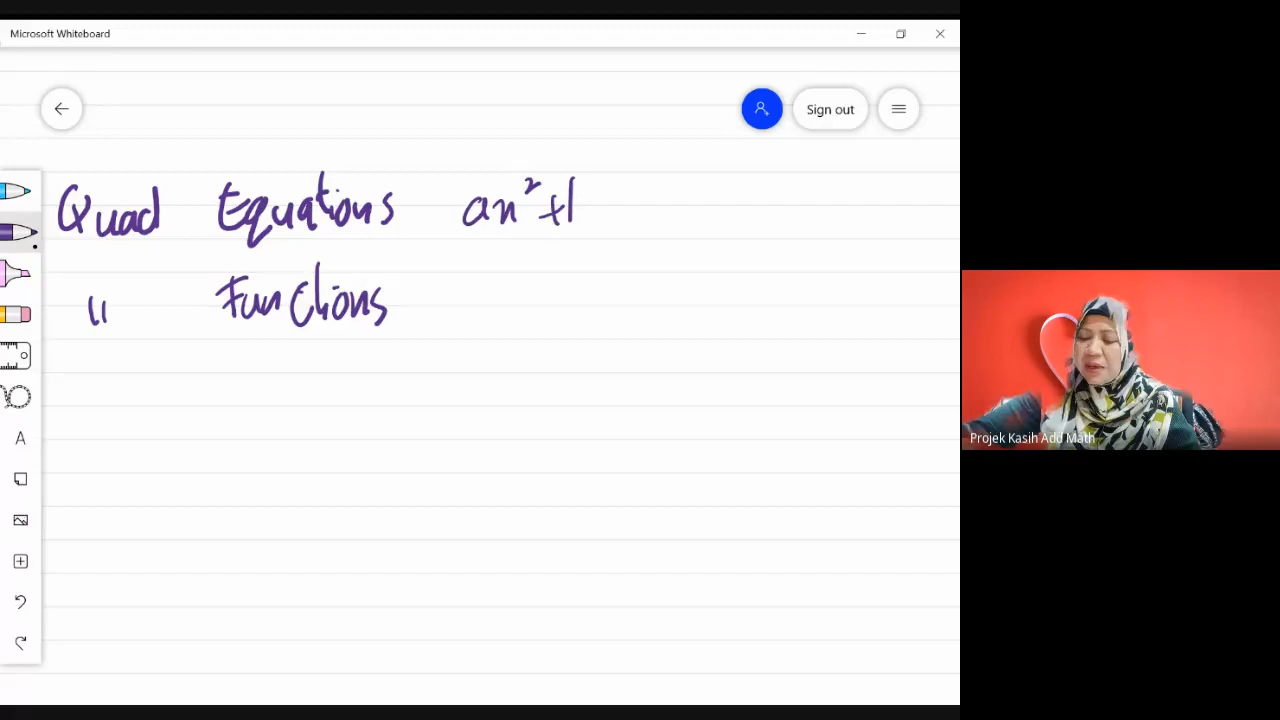 Microsoft Whiteboard
Sign out
Quad Equations ax²+
" Functions
A
Projek Kasih Add Math